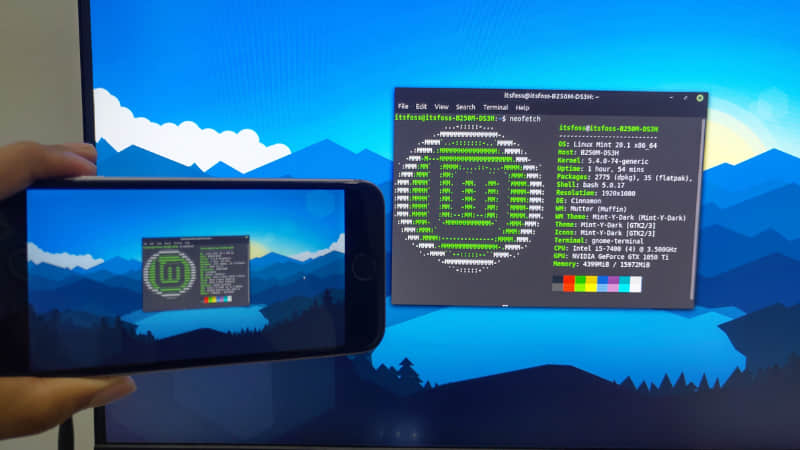 itsfoss@itsfoss-B250M-DS3H: ~
File Edit View Search Terminal Help
itsfoss@itsfoss-B250M-DS3H:~$ neofetch
itsfoss@itsfoss-B250M-DS3H
OS: Linux Mint 20.1 x86_64
Host: B250M-DS3H
Kernel: 5.4.0-74-generic
Uptime: 1 hour, 54 mins
Packages: 2775 (dpkg), 35 (flatpak),
Shell: bash 5.0.17
Resolution: 1920x1080
DE: Cinnamon
WM: Mutter (Muffin)
WM Theme: Mint-Y-Dark (Mint-Y-Dark)
Theme: Mint-Y-Dark [GTK2/3]
Icons: Mint-Y-Dark [GTK2/3]
Terminal: gnome-terminal
CPU: Intel i5-7400 (4) @ 3.500GHz
GPU: NVIDIA GeForce GTX 1050 Ti
Memory: 4399MiB / 15972MiB